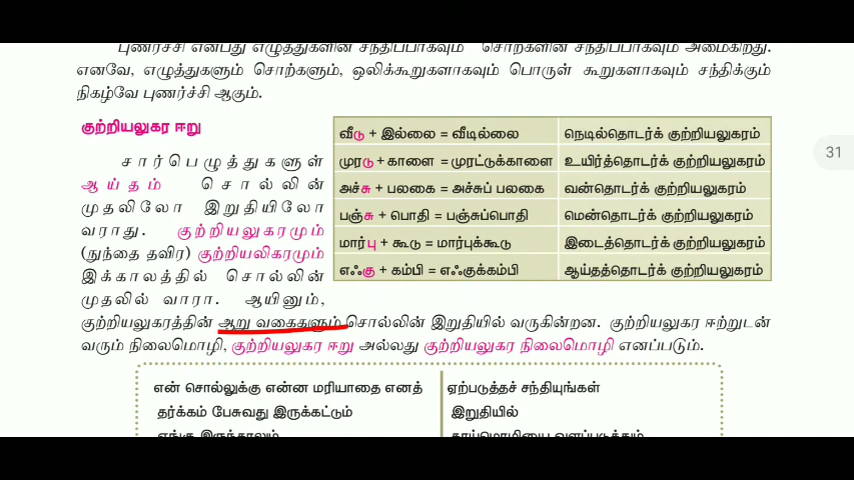 புணர்ச்சி என்பது எழுத்துகளின் சந்திப்பாகவும் சொற்களின் சந்திப்பாகவும் அமைகிறது.
எனவே, எழுத்துகளும் சொற்களும், ஒலிக்கூறுகளாகவும் பொருள் கூறுகளாகவும் சந்திக்கும்
நிகழ்வே புணர்ச்சி ஆகும்.
குற்றியலுகர ஈறு
சார்பெழுத்துகளுள்
ஆய்தம் சொல்லின்
முதலிலோ இறுதியிலோ
வராது. குற்றியலுகரமும்
(நுந்தை தவிர) குற்றியலிகரமும்
இக்காலத்தில் சொல்லின்
முதலில் வாரா. ஆயினும்,
வீடு + இல்லை = வீடில்லை நெடில்தொடர்க் குற்றியலுகரம்
முரடு + காளை = முரட்டுக்காளை உயிர்த்தொடர்க் குற்றியலுகரம்
அச்சு + பலகை = அச்சுப் பலகை வன்தொடர்க் குற்றியலுகரம்
பஞ்சு + பொதி = பஞ்சுப்பொதி மென்தொடர்க் குற்றியலுகரம்
மார்பு + கூடு = மார்புக்கூடு இடைத்தொடர்க் குற்றியலுகரம்
எஃகு + கம்பி = எஃகுக்கம்பி ஆய்தத்தொடர்க் குற்றியலுகரம்
31
குற்றியலுகரத்தின் ஆறு வகைகளும் சொல்லின் இறுதியில் வருகின்றன. குற்றியலுகர ஈற்றுடன்
வரும் நிலைமொழி, குற்றியலுகர ஈறு அல்லது குற்றியலுகர நிலைமொழி எனப்படும்.
என் சொல்லுக்கு என்ன மரியாதை எனத்
தர்க்கம் பேசுவது இருக்கட்டும்
எங்கு இருந்தாலும்
ஏற்படுத்தச் சந்தியுங்கள்
இறுதியில்
தாய்மொழியை வளப்படுத்தும்